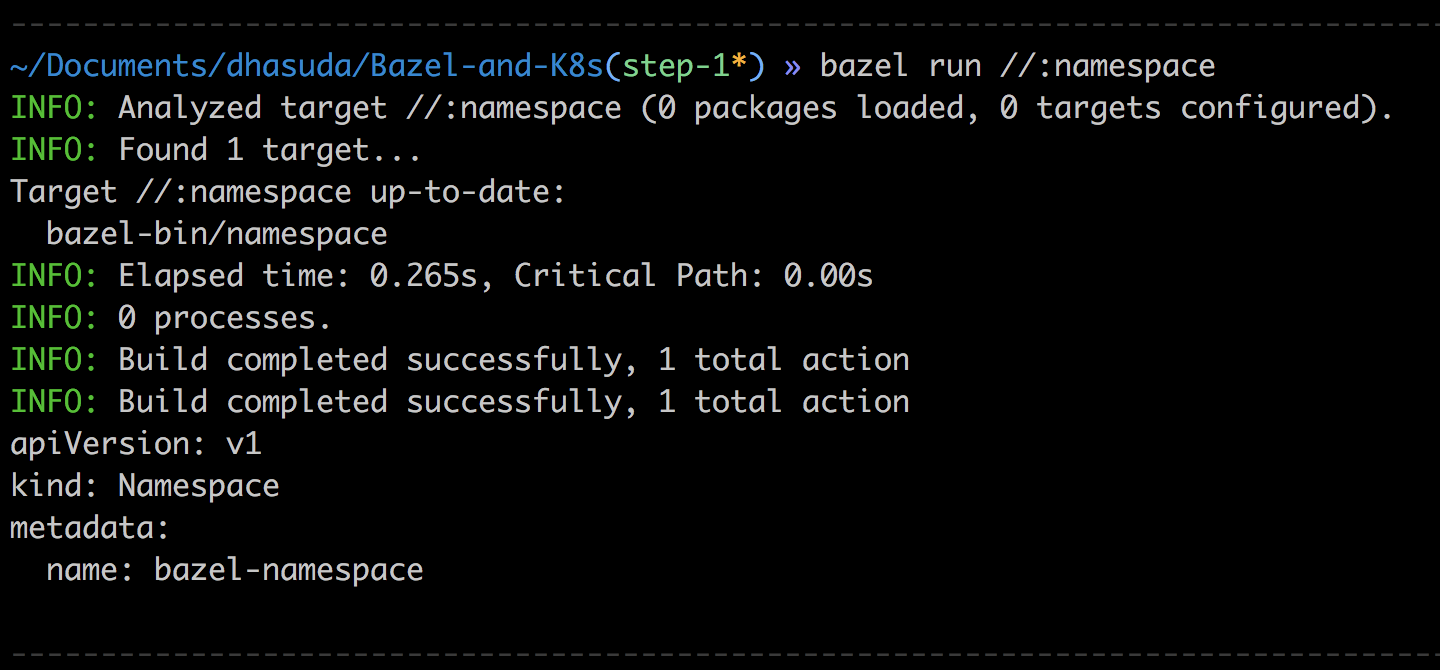 ~/Documents/dhasuda/Bazel-and-K8s(step-1*) » bazel run //:namespace
INFO: Analyzed target //:namespace (0 packages loaded, 0 targets configured).
INFO: Found 1 target...
Target //:namespace up-to-date:
  bazel-bin/namespace
INFO: Elapsed time: 0.265s, Critical Path: 0.00s
INFO: 0 processes.
INFO: Build completed successfully, 1 total action
INFO: Build completed successfully, 1 total action
apiVersion: v1
kind: Namespace
metadata:
  name: bazel-namespace